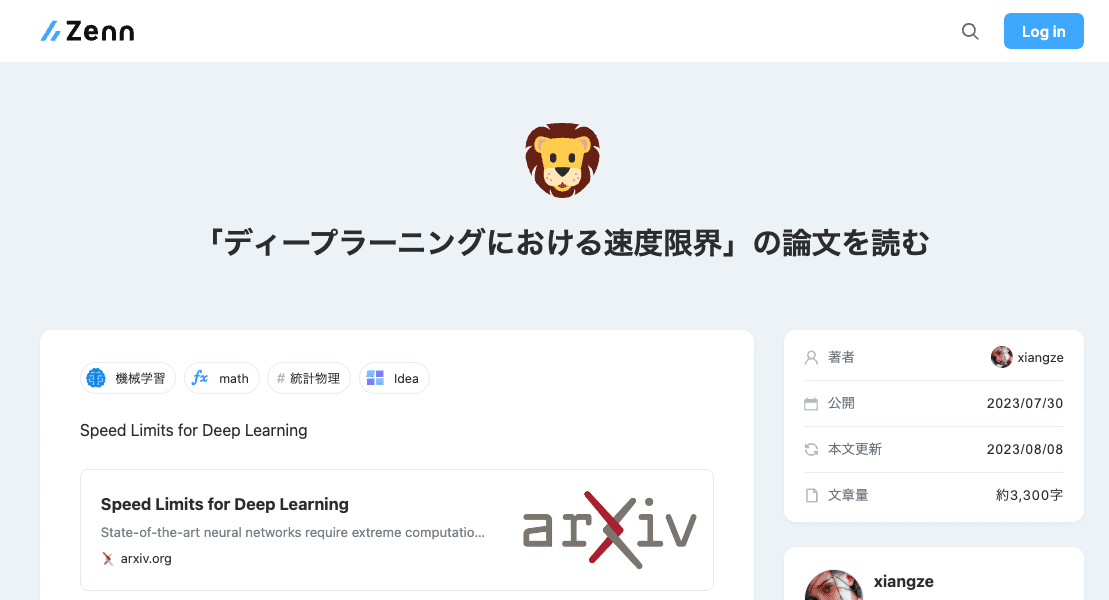 Zenn
Log in
「ディープラーニングにおける速度限界」の論文を読む
機械学習
math
# 統計物理
Idea
Speed Limits for Deep Learning
Speed Limits for Deep Learning
State-of-the-art neural networks require extreme computatio...
arxiv.org
arXiv
著者 xiangze
公開 2023/07/30
本文更新 2023/08/08
文章量 約3,300字
xiangze